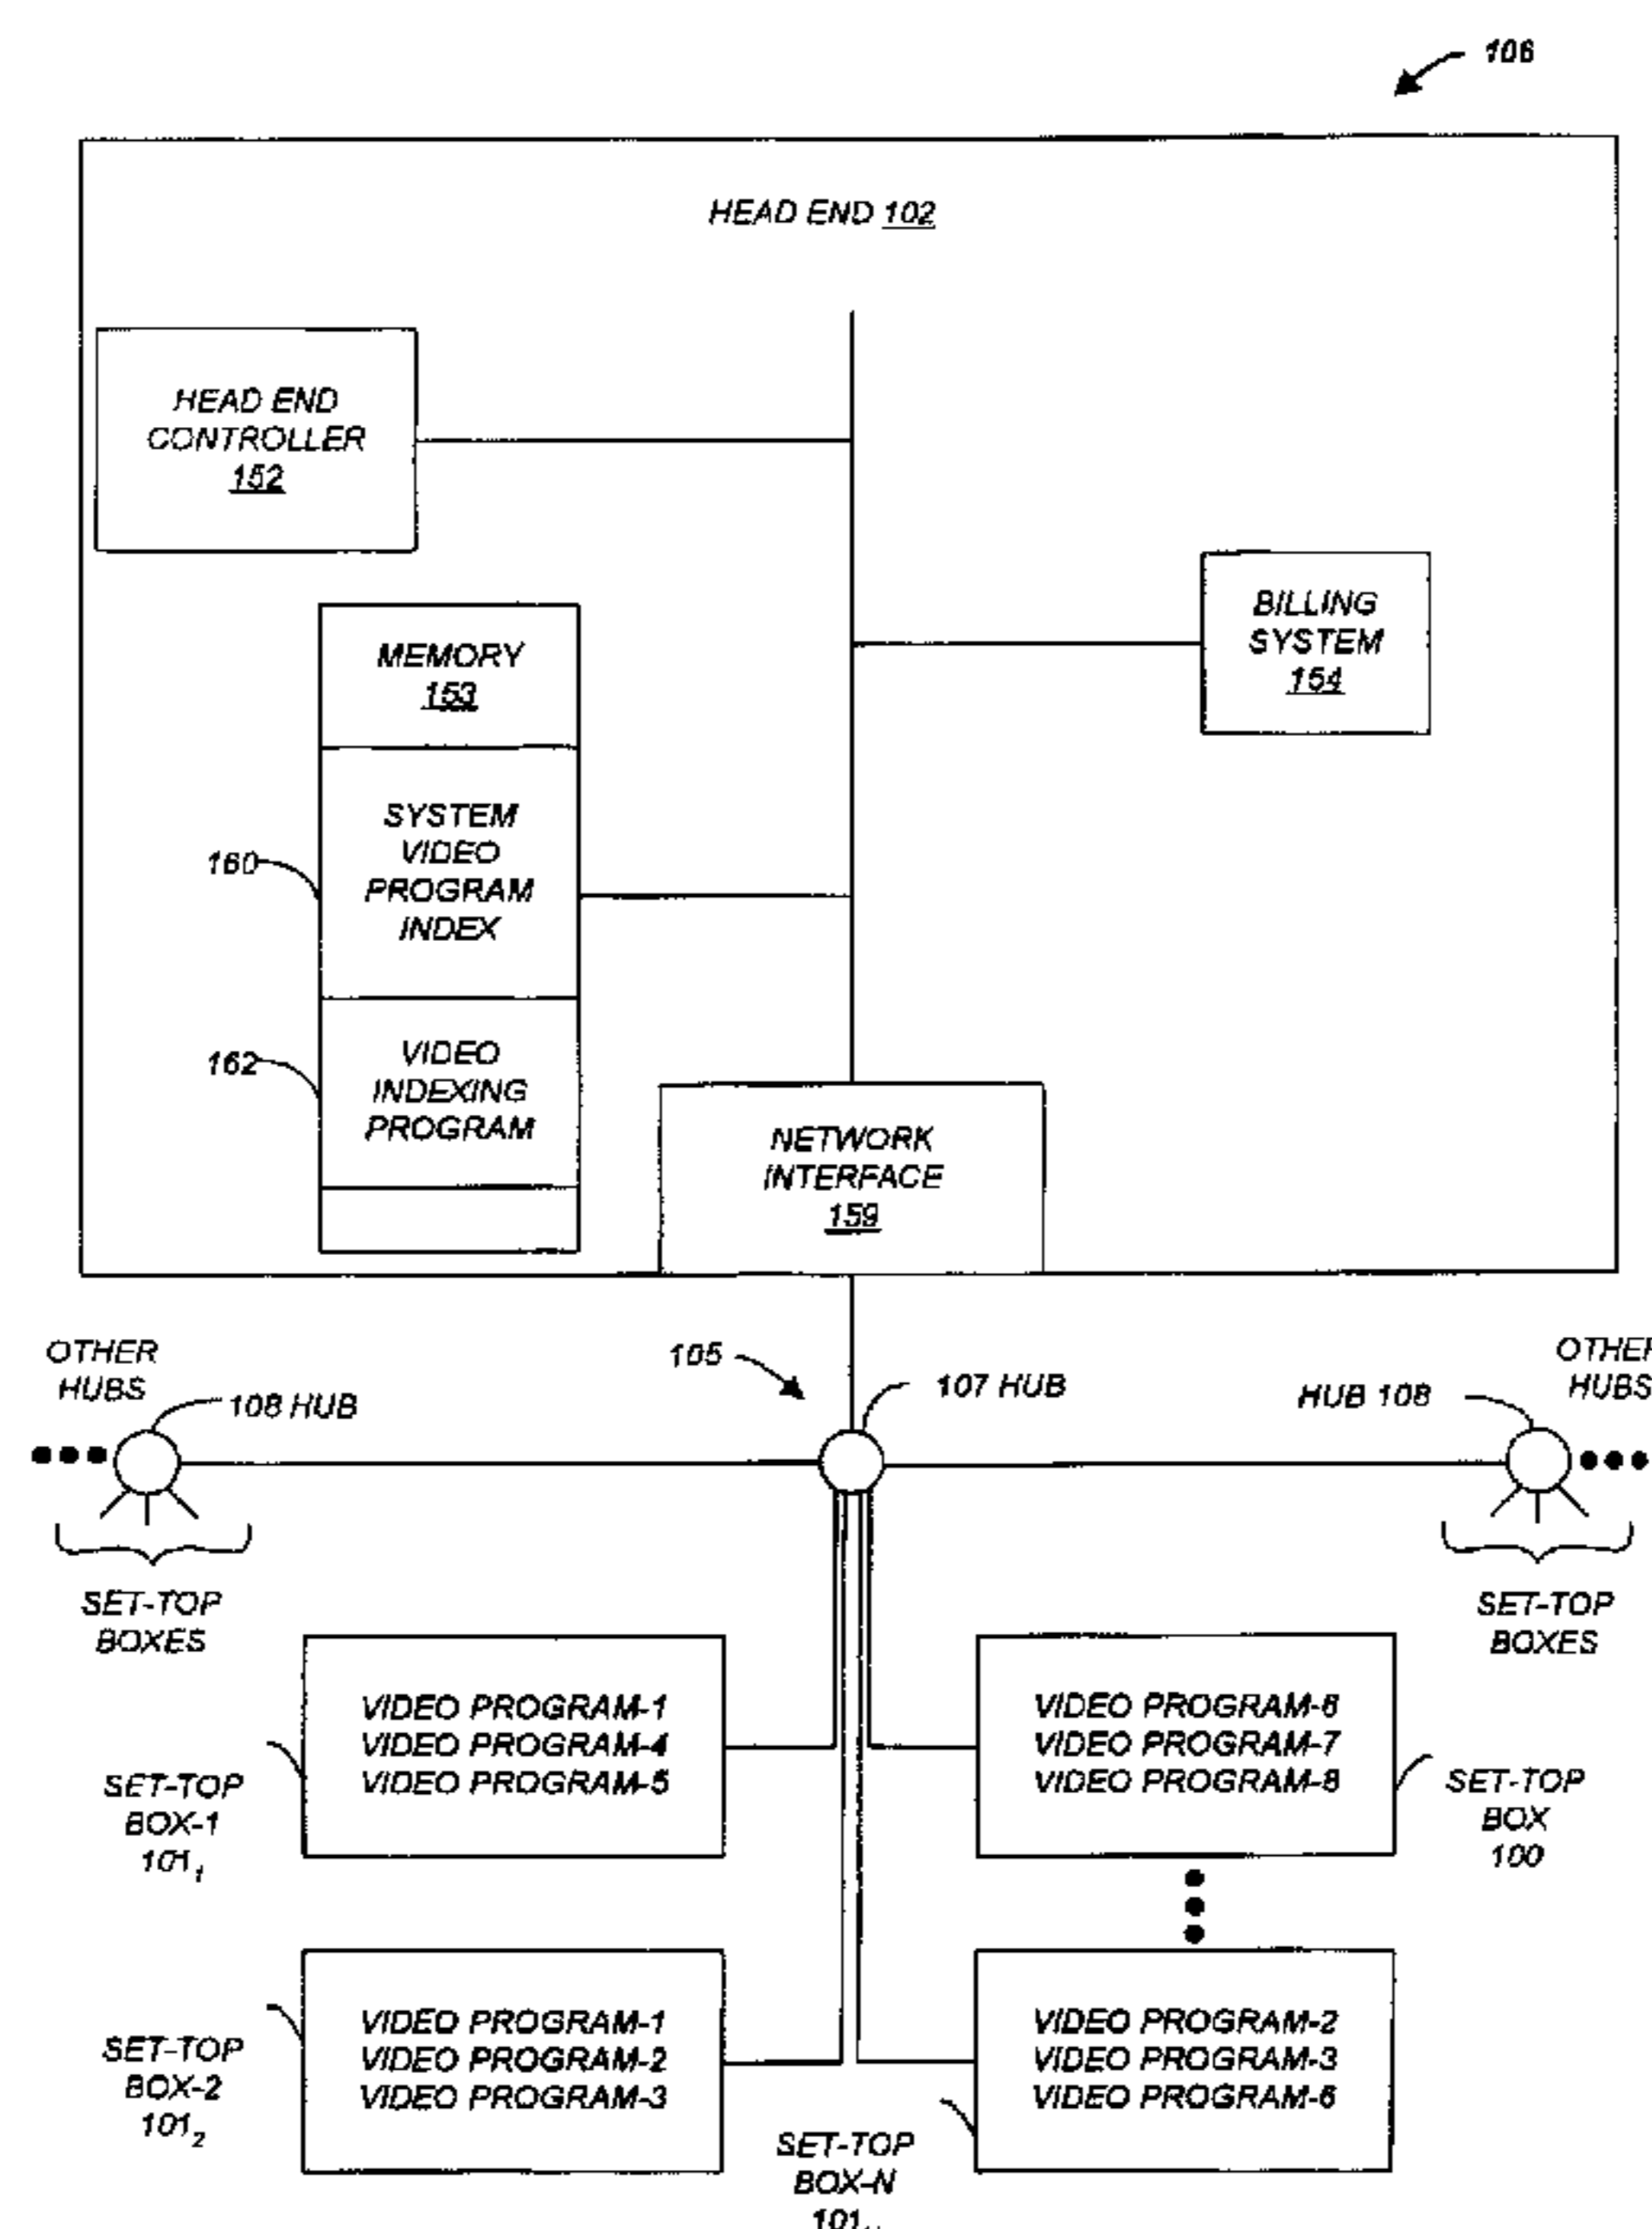 106
HEAD END 102
HEAD END
CONTROLLER
152
BILLING
SYSTEM
154
MEMORY
153
SYSTEM
VIDEO
PROGRAM
INDEX
160
VIDEO
INDEXING
PROGRAM
162
NETWORK
INTERFACE
159
OTHER
HUBS
108 HUB
105
107 HUB
HUB 108
OTHER
HUBS
SET-TOP
BOXES
SET-TOP
BOXES
VIDEO PROGRAM-1
VIDEO PROGRAM-4
VIDEO PROGRAM-5
SET-TOP
BOX-1
101₁
VIDEO PROGRAM-6
VIDEO PROGRAM-7
VIDEO PROGRAM-8
SET-TOP
BOX
100
VIDEO PROGRAM-1
VIDEO PROGRAM-2
VIDEO PROGRAM-3
SET-TOP
BOX-2
101₂
VIDEO PROGRAM-2
VIDEO PROGRAM-3
VIDEO PROGRAM-6
SET-TOP
BOX-N
101